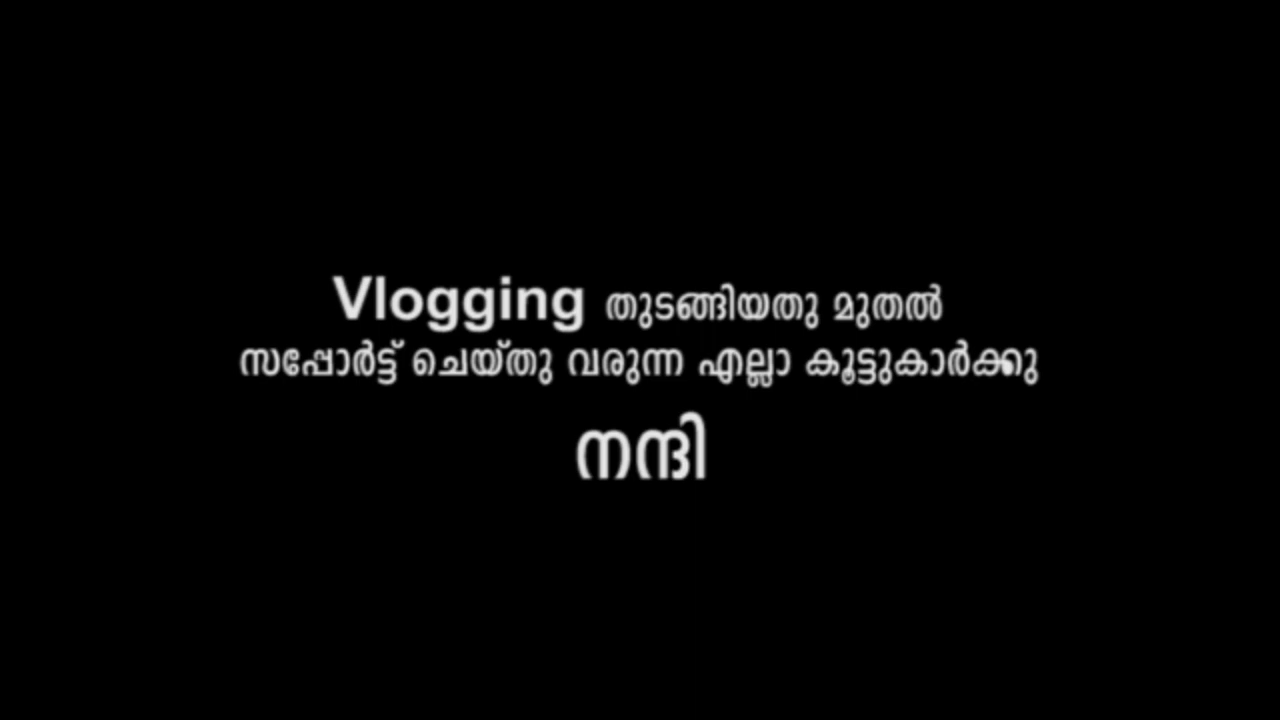 Vlogging തുടങ്ങിയതു മുതൽ
സപ്പോർട്ട് ചെയ്തു വരുന്ന എല്ലാ കൂട്ടുകാർക്കു
നന്ദി